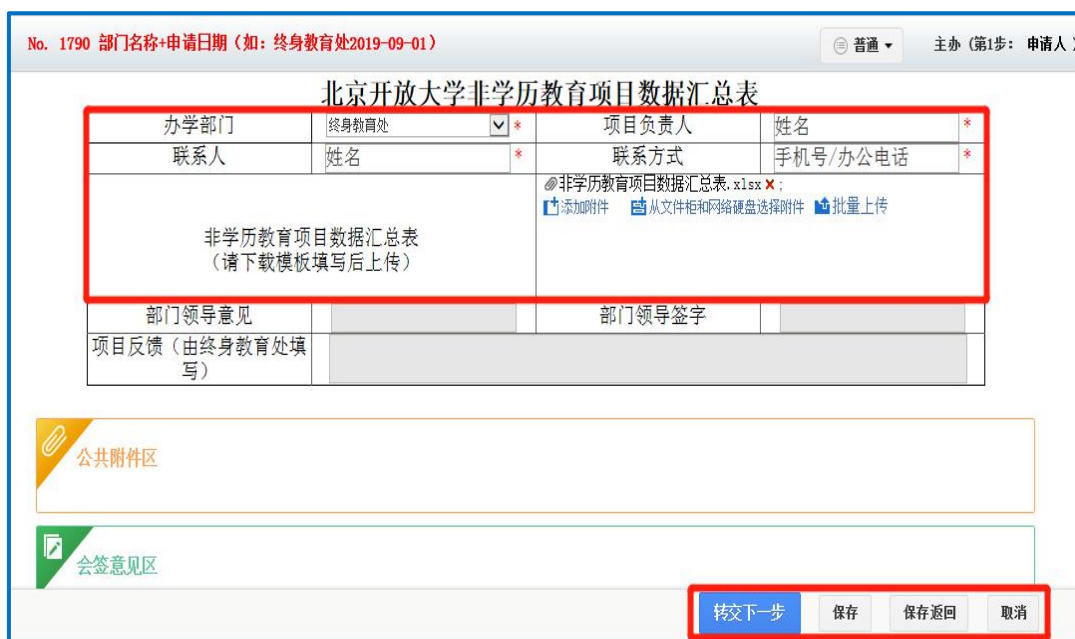 No. 1790 部门名称+申请日期（如：终身教育处2019-09-01） 普通 主办（第1步： 申请人 ）
北京开放大学非学历教育项目数据汇总表
办学部门 终身教育处 * 项目负责人 姓名 *
联系人 姓名 * 联系方式 手机号/办公电话 *
非学历教育项目数据汇总表.xlsx ;
添加附件 从文件柜和网络硬盘选择附件 批量上传
非学历教育项目数据汇总表
（请下载模板填写后上传）
部门领导意见 部门领导签字
项目反馈（由终身教育处填
写）
公共附件区
会签意见区
转交下一步 保存 保存返回 取消